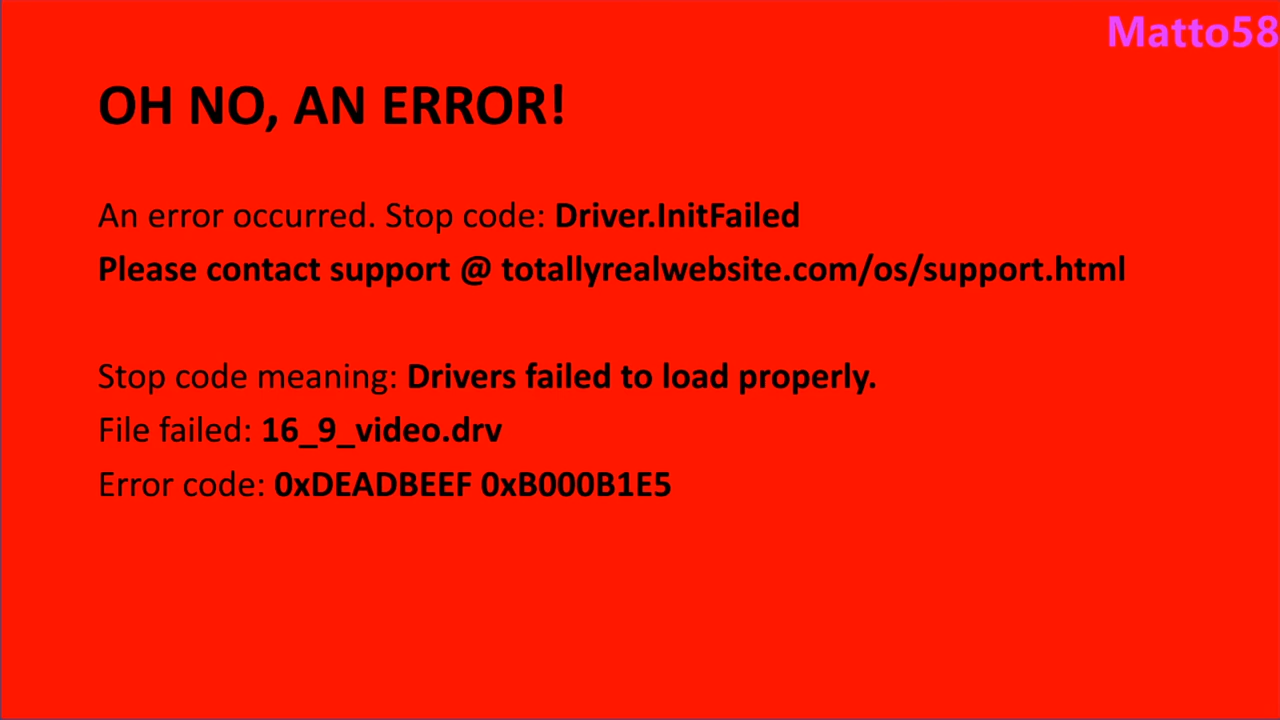 Matto58
OH NO, AN ERROR!
An error occurred. Stop code: Driver.InitFailed
Please contact support @ totallyrealwebsite.com/os/support.html
Stop code meaning: Drivers failed to load properly.
File failed: 16_9_video.drv
Error code: 0xDEADBEEF 0xB000B1E5